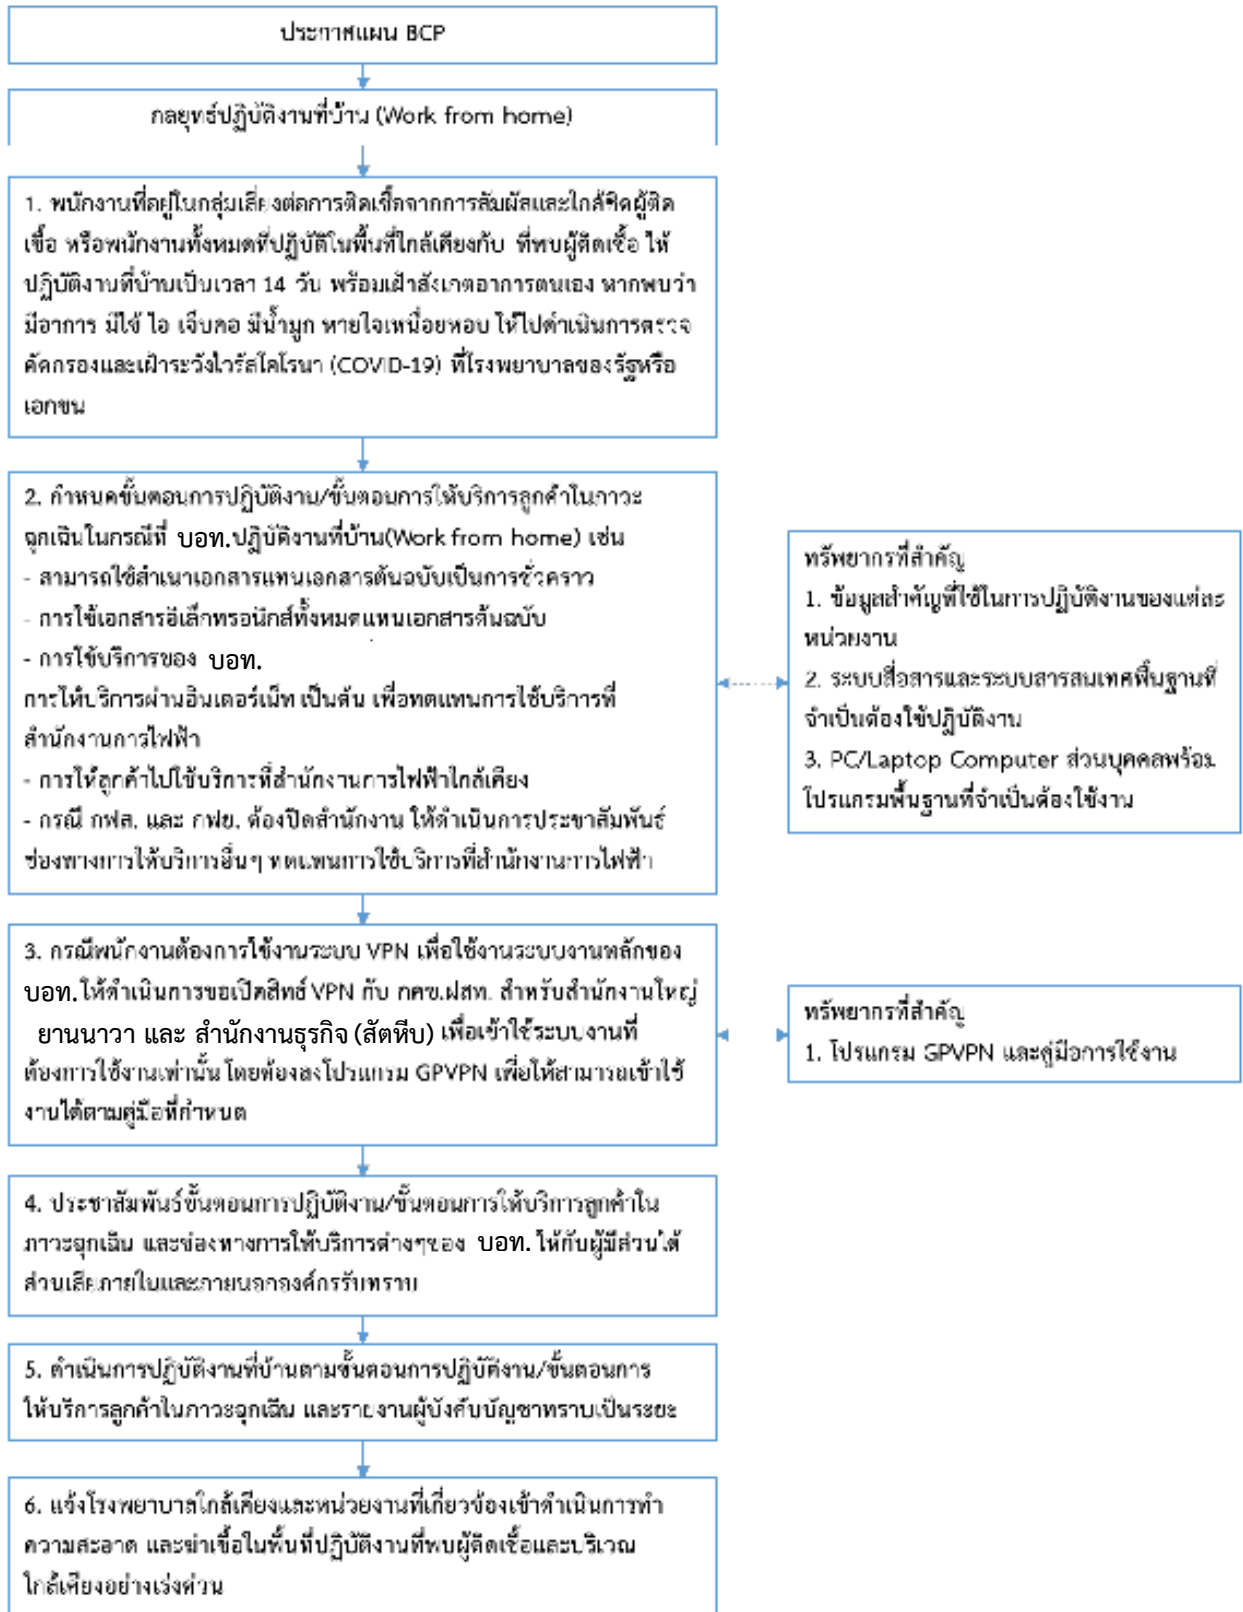 ประกาศแผน BCP
กลยุทธ์ปฏิบัติงานที่บ้าน (Work from home)
1. พนักงานที่อยู่ในกลุ่มเสี่ยงต่อการติดเชื้อจากการสัมผัสและใกล้ชิดผู้ติด
เชื้อ หรือพนักงานทั้งหมดที่ปฏิบัติในพื้นที่ใกล้เคียงกับ ที่พบผู้ติดเชื้อ ให้
ปฏิบัติงานที่บ้านเป็นเวลา 14 วัน พร้อมเฝ้าสังเกตอาการตนเอง หากพบว่า
มีอาการ มีไข้ ไอ เจ็บคอ มีน้ำมูก หายใจเหนื่อยหอบ ให้ไปดำเนินการตรวจ
คัดกรองและเฝ้าระวังไวรัสโคโรนา (COVID-19) ที่โรงพยาบาลของรัฐหรือ
เอกชน
2. กำหนดขั้นตอนการปฏิบัติงาน/ขั้นตอนการให้บริการลูกค้าในภาวะ
ฉุกเฉินในกรณีที่ บอท.ปฏิบัติงานที่บ้าน(Work from home) เช่น
- สามารถใช้สำเนาเอกสารแทนเอกสารต้นฉบับเป็นการชั่วคราว
- การใช้เอกสารอิเล็กทรอนิกส์ทั้งหมดแทนเอกสารต้นฉบับ
- การใช้บริการของ บอท.
การให้บริการผ่านอินเตอร์เน็ท เป็นต้น เพื่อทดแทนการใช้บริการที่
สำนักงานการไฟฟ้า
- การให้ลูกค้าไปใช้บริการที่สำนักงานการไฟฟ้าใกล้เคียง
- กรณี กฟส. และ กฟย. ต้องปิดสำนักงาน ให้ดำเนินการประชาสัมพันธ์
ช่องทางการให้บริการอื่นๆ ทดแทนการใช้บริการที่สำนักงานการไฟฟ้า
ทรัพยากรที่สำคัญ
1. ข้อมูลสำคัญที่ใช้ในการปฏิบัติงานของแต่ละ
หน่วยงาน
2. ระบบสื่อสารและระบบสารสนเทศพื้นฐานที่
จำเป็นต้องใช้ปฏิบัติงาน
3. PC/Laptop Computer ส่วนบุคคลพร้อม
โปรแกรมพื้นฐานที่จำเป็นต้องใช้งาน
3. กรณีพนักงานต้องการใช้งานระบบ VPN เพื่อใช้งานระบบงานหลักของ
บอท. ให้ดำเนินการขอเปิดสิทธ์ VPN กับ กคข.ฝสท. สำหรับสำนักงานใหญ่
ยานนาวา และ สำนักงานธุรกิจ (สัตหีบ) เพื่อเข้าใช้ระบบงานที่
ต้องการใช้งานเท่านั้น โดยต้องลงโปรแกรม GPVPN เพื่อให้สามารถเข้าใช้
งานได้ตามคู่มือที่กำหนด
ทรัพยากรที่สำคัญ
1. โปรแกรม GPVPN และคู่มือการใช้งาน
4. ประชาสัมพันธ์ขั้นตอนการปฏิบัติงาน/ขั้นตอนการให้บริการลูกค้าใน
ภาวะฉุกเฉิน และช่องทางการให้บริการต่างๆของ บอท. ให้กับผู้มีส่วนได้
ส่วนเสียภายในและภายนอกองค์กรรับทราบ
5. ดำเนินการปฏิบัติงานที่บ้านตามขั้นตอนการปฏิบัติงาน/ขั้นตอนการ
ให้บริการลูกค้าในภาวะฉุกเฉิน และรายงานผู้บังคับบัญชาทราบเป็นระยะ
6. แจ้งโรงพยาบาลใกล้เคียงและหน่วยงานที่เกี่ยวข้องเข้าดำเนินการทำ
ความสะอาด และฆ่าเชื้อในพื้นที่ปฏิบัติงานที่พบผู้ติดเชื้อและบริเวณ
ใกล้เคียงอย่างเร่งด่วน